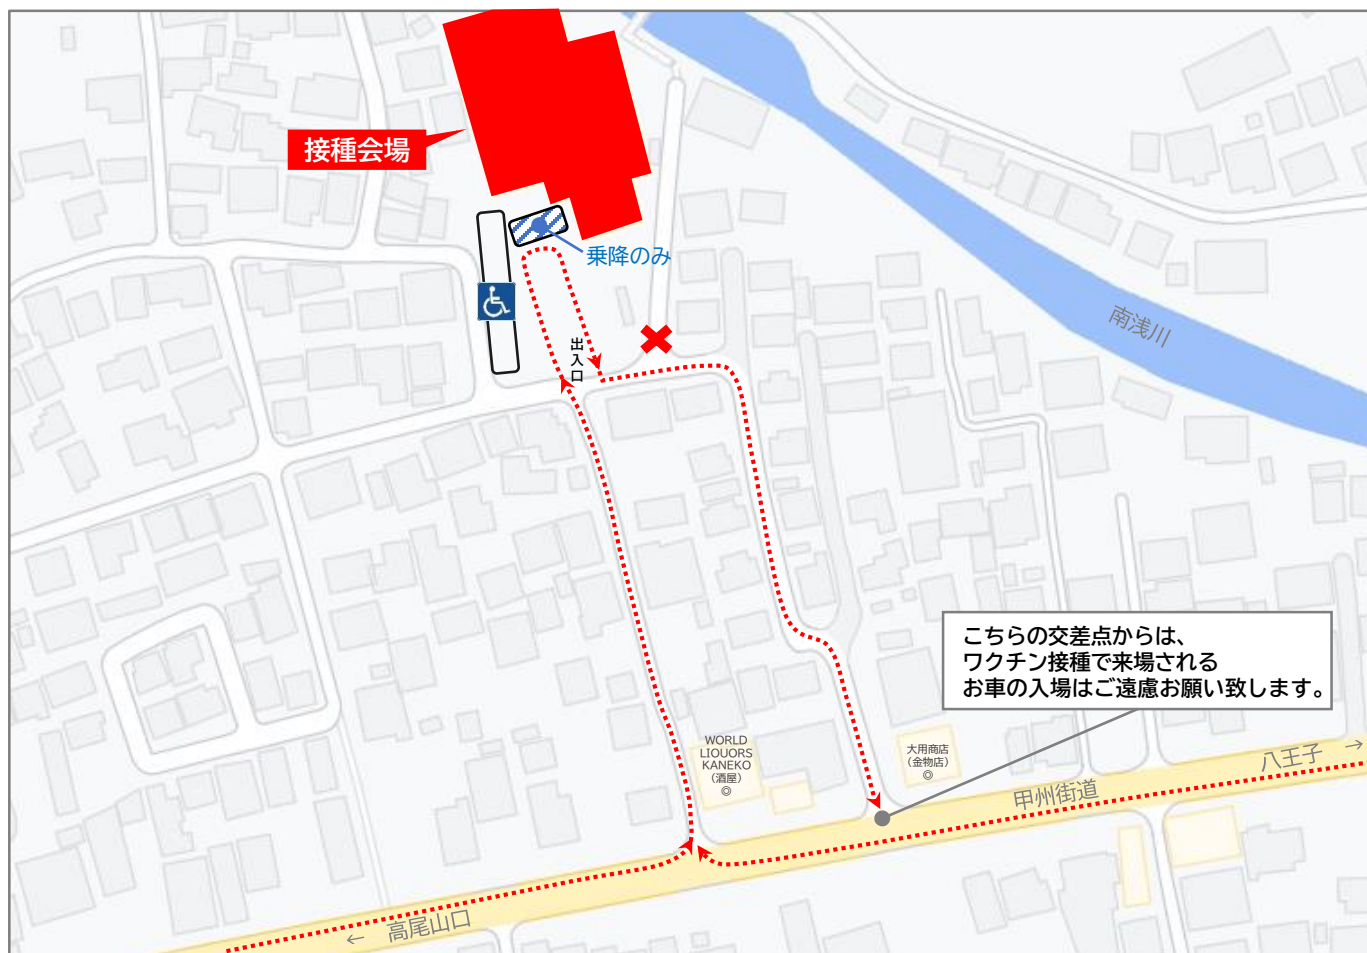 接種会場
乗降のみ
出入口
南浅川
こちらの交差点からは、
ワクチン接種で来場される
お車の入場はご遠慮お願い致します。
WORLD
LIQUORS
KANEKO
(酒屋)
◎
大用商店
(金物店)
◎
八王子 →
甲州街道
← 高尾山口